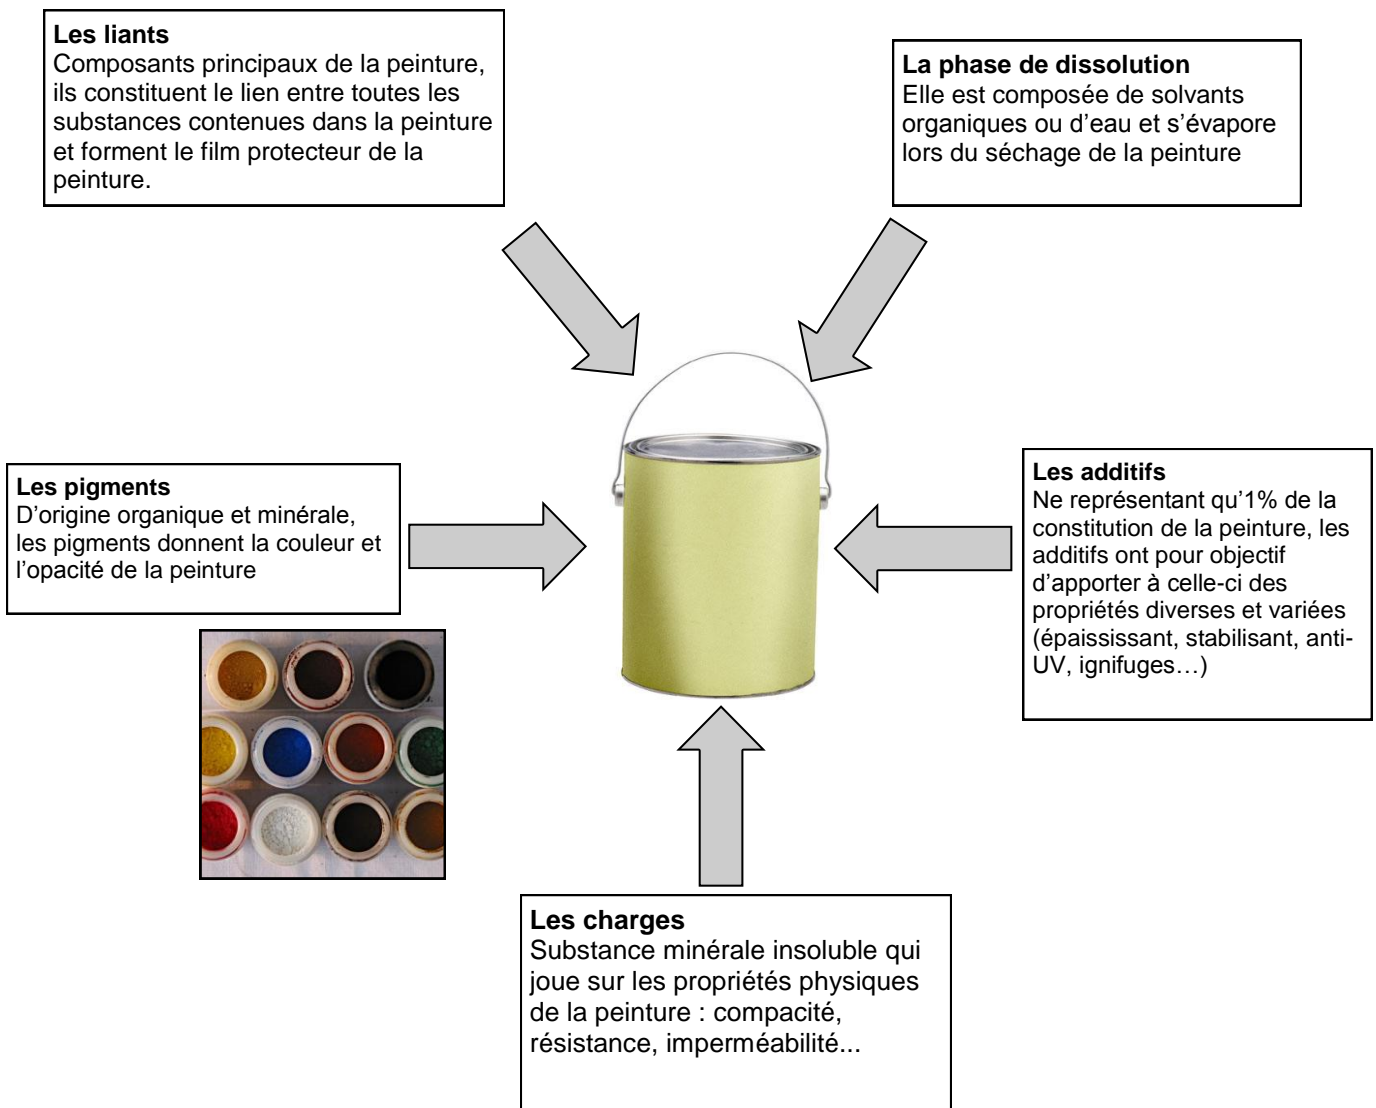 Les liants
Composants principaux de la peinture,
ils constituent le lien entre toutes les
substances contenues dans la peinture
et forment le film protecteur de la
peinture.
La phase de dissolution
Elle est composée de solvants
organiques ou d’eau et s’évapore
lors du séchage de la peinture
Les pigments
D’origine organique et minérale,
les pigments donnent la couleur et
l’opacité de la peinture
Les additifs
Ne représentant qu’1% de la
constitution de la peinture, les
additifs ont pour objectif
d’apporter à celle-ci des
propriétés diverses et variées
(épaississant, stabilisant, anti-
UV, ignifuges…)
Les charges
Substance minérale insoluble qui
joue sur les propriétés physiques
de la peinture : compacité,
résistance, imperméabilité...